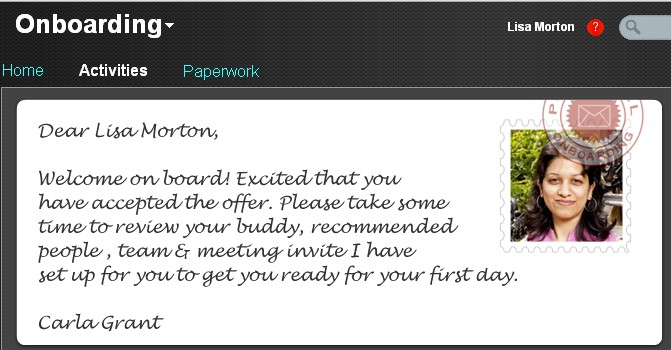 Onboarding
Lisa Morton ?
Home Activities Paperwork
Dear Lisa Morton,
Welcome on board! Excited that you
have accepted the offer. Please take some
time to review your buddy, recommended
people , team & meeting invite I have
set up for you to get you ready for your first day.
Carla Grant
ONBOARDING